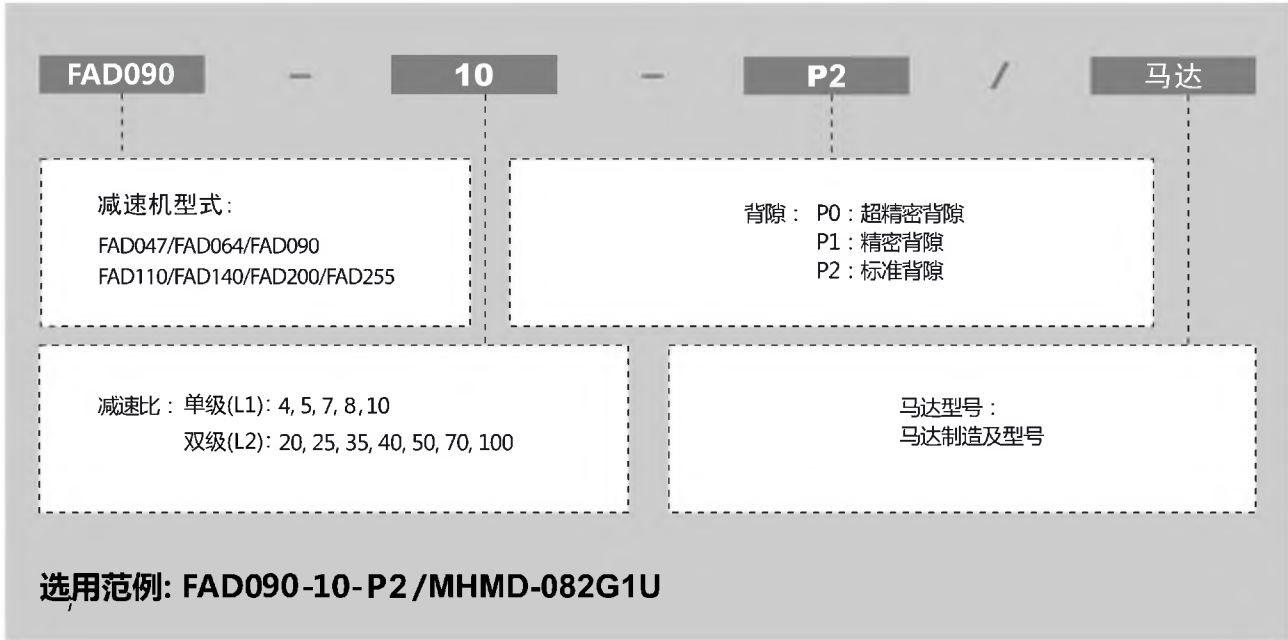 FAD090 - 10 - P2 / 马达
减速机型式:
FAD047/FAD064/FAD090
FAD110/FAD140/FAD200/FAD255
背隙： P0：超精密背隙
P1：精密背隙
P2：标准背隙
减速比：单级(L1): 4, 5, 7, 8,10
双级(L2): 20, 25, 35, 40, 50, 70, 100
马达型号：
马达制造及型号
选用范例: FAD090-10-P2/MHMD-082G1U